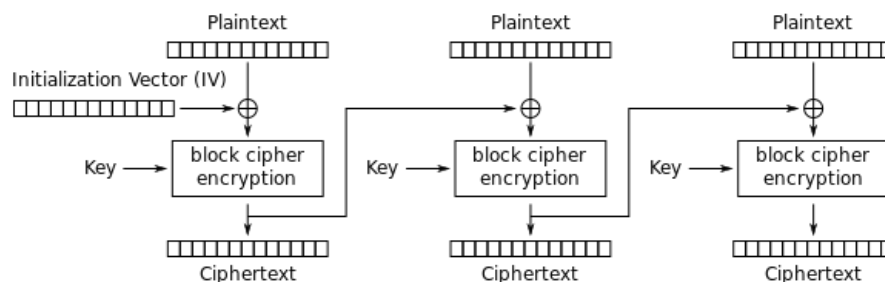 Plaintext
Plaintext
Plaintext
Initialization Vector (IV)
Key
block cipher
encryption
Key
block cipher
encryption
Key
block cipher
encryption
Ciphertext
Ciphertext
Ciphertext